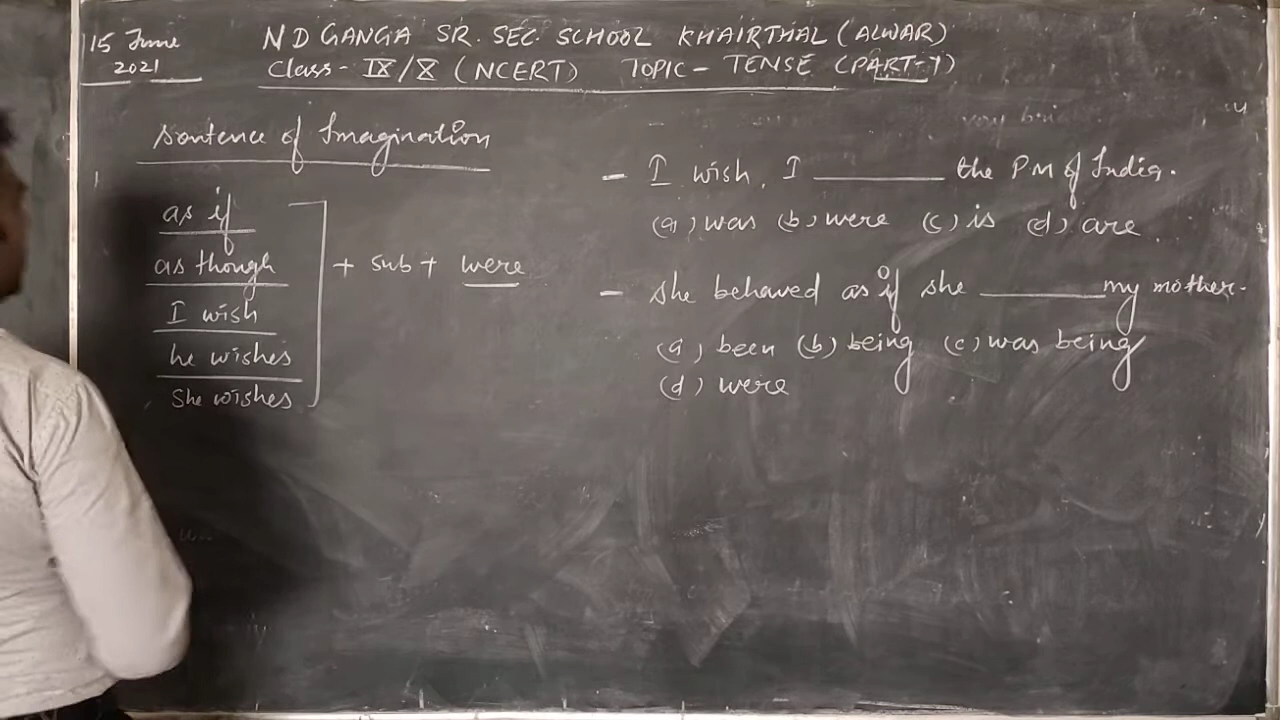 15 June
2021
N D GANGA SR. SEC. SCHOOL KHAIRTHAL (ALWAR)
Class - IX/X (NCERT) TOPIC - TENSE (PART-7)
Sentence of Imagination
as if
as though
I wish
he wishes
She wishes
+ sub + were
- I wish, I ______ the PM of India.
(a) was (b) were (c) is (d) are
- She behaved as if she ______ my mother.
(a) been (b) being (c) was being
(d) were